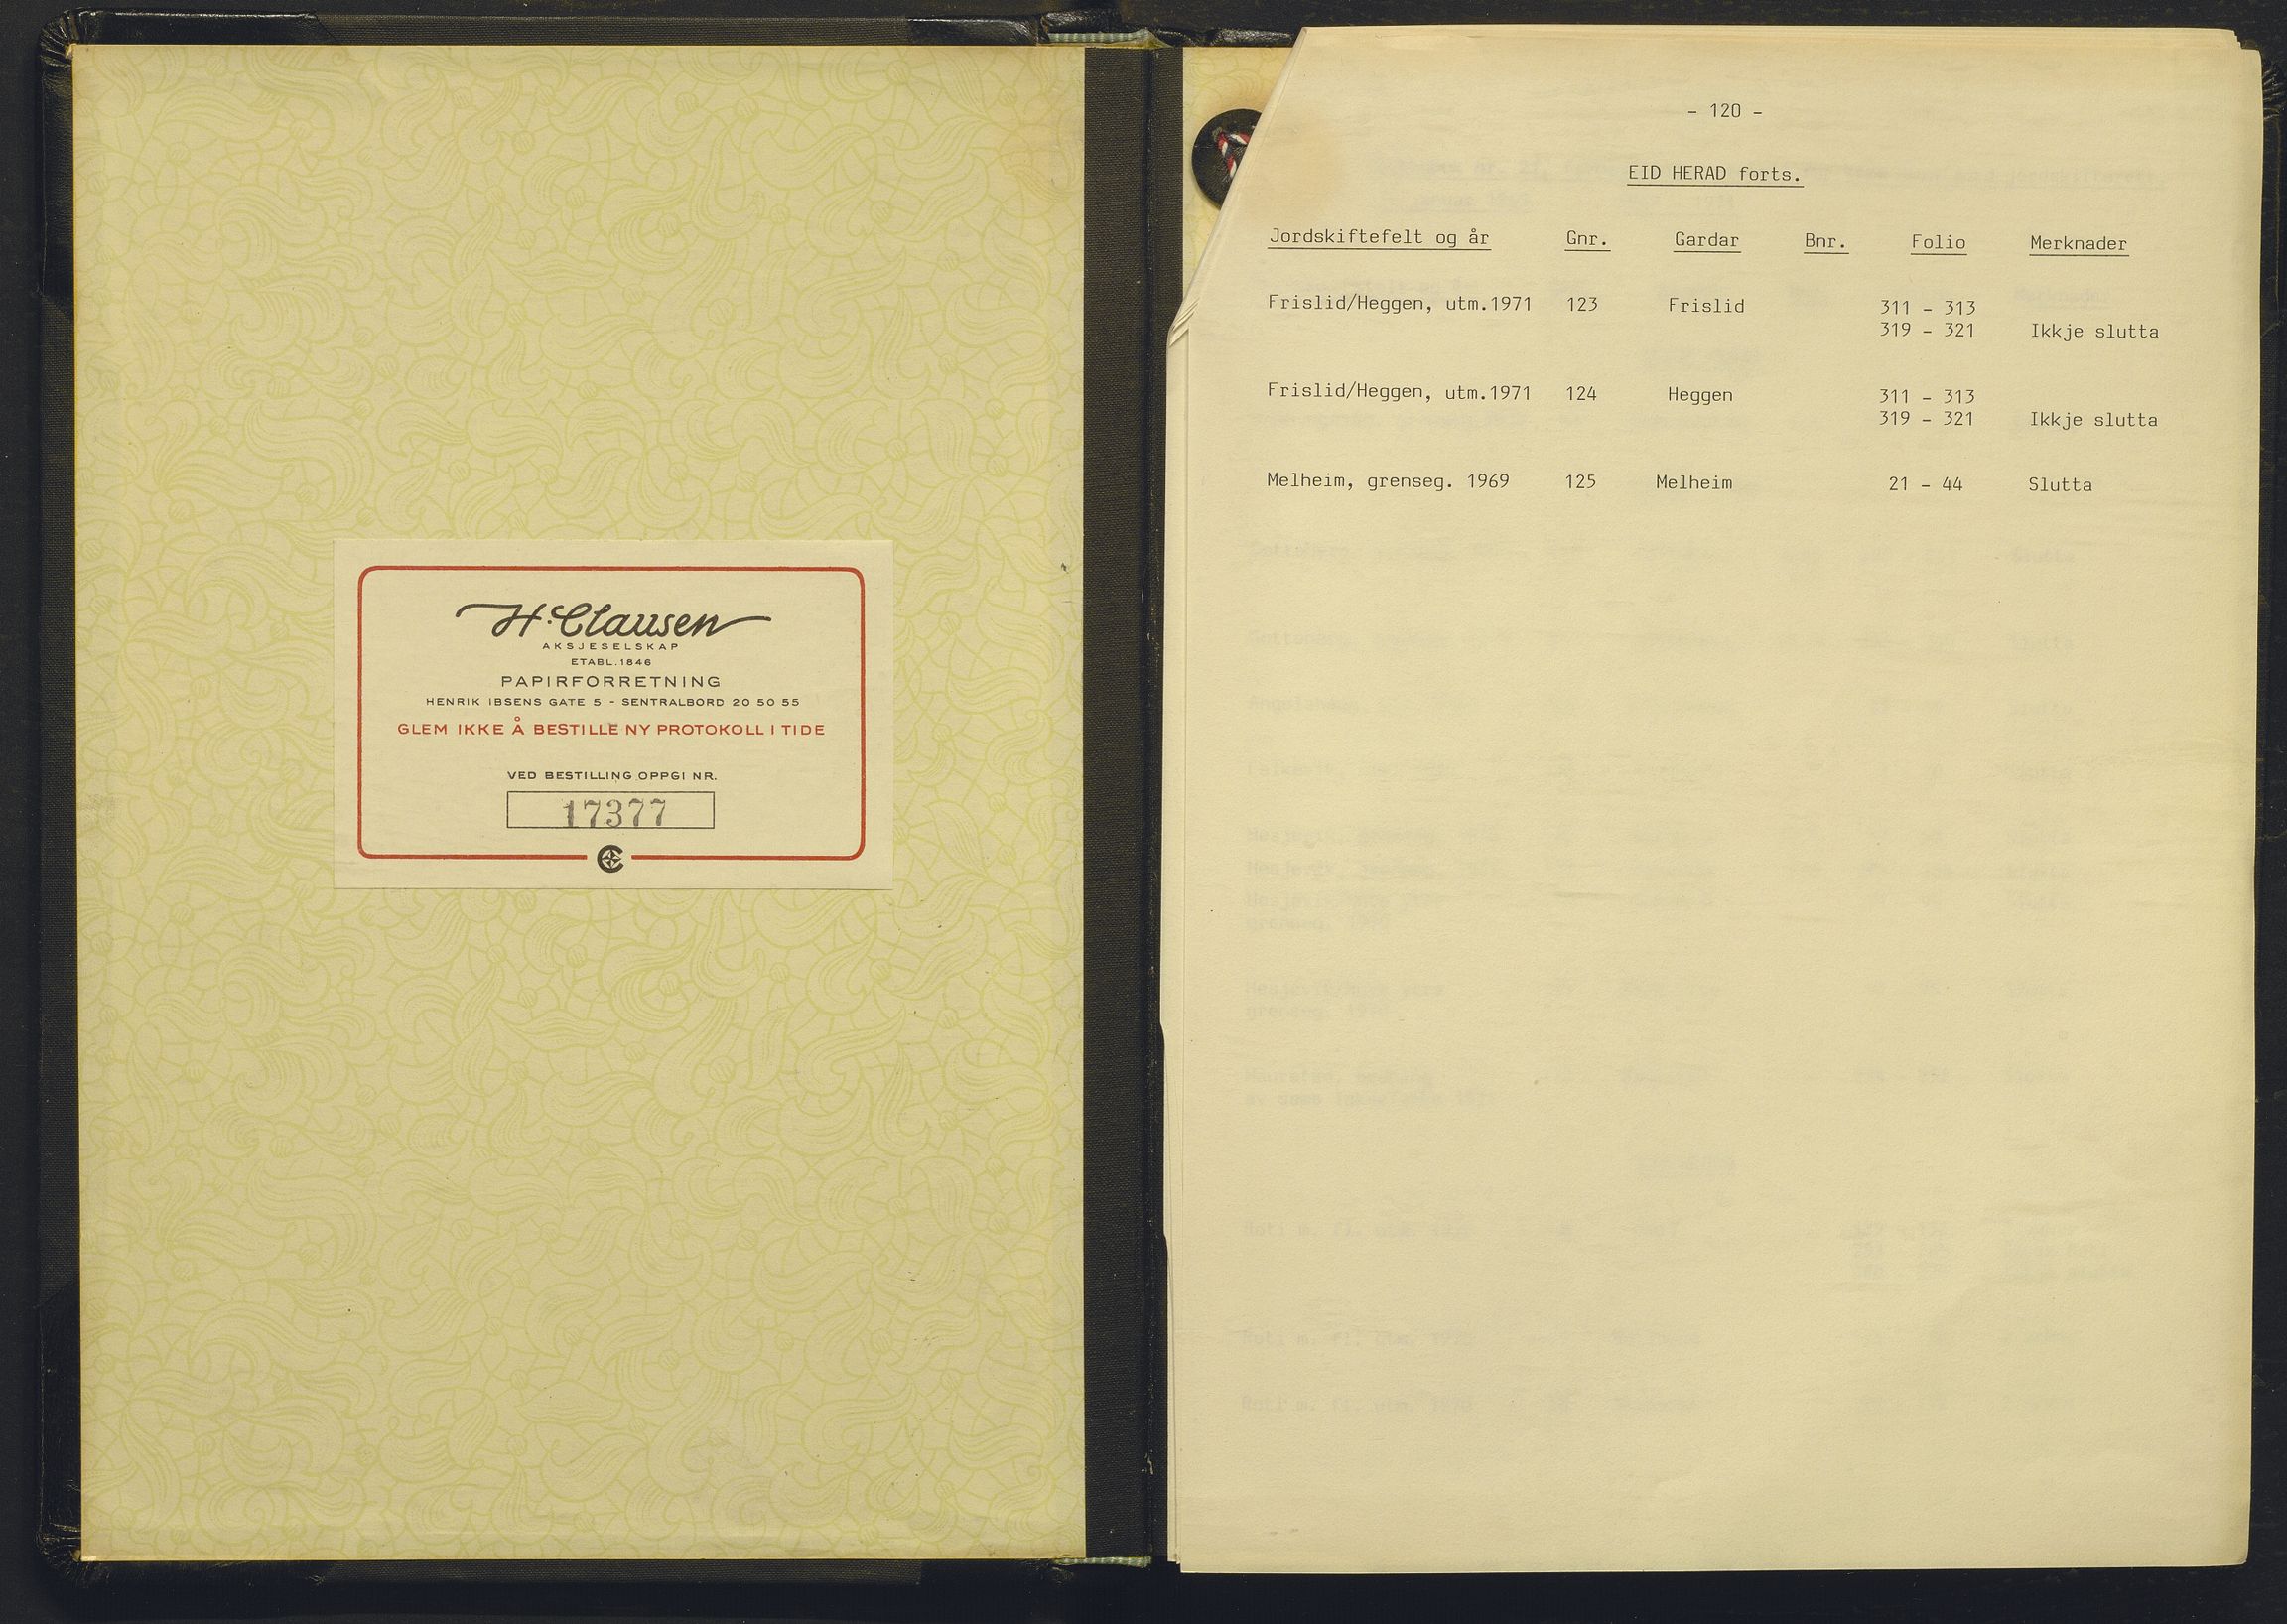 H. Clausen
AKSJESELSKAP
ETABL. 1846
PAPIRFORRETNING
HENRIK IBSENS GATE 5 - SENTRALBORD 20 50 55
GLEM IKKE Å BESTILLE NY PROTOKOLL I TIDE
VED BESTILLING OPPGI NR.
17377
- 120 -
EID HERAD forts.
Jordskiftefelt og år Gnr. Gardar Bnr. Folio Merknader
Frislid/Heggen, utm.1971 123 Frislid 311 - 313
319 - 321 Ikkje slutta
Frislid/Heggen, utm.1971 124 Heggen 311 - 313
319 - 321 Ikkje slutta
Melheim, grenseg. 1969 125 Melheim 21 - 44 Slutta